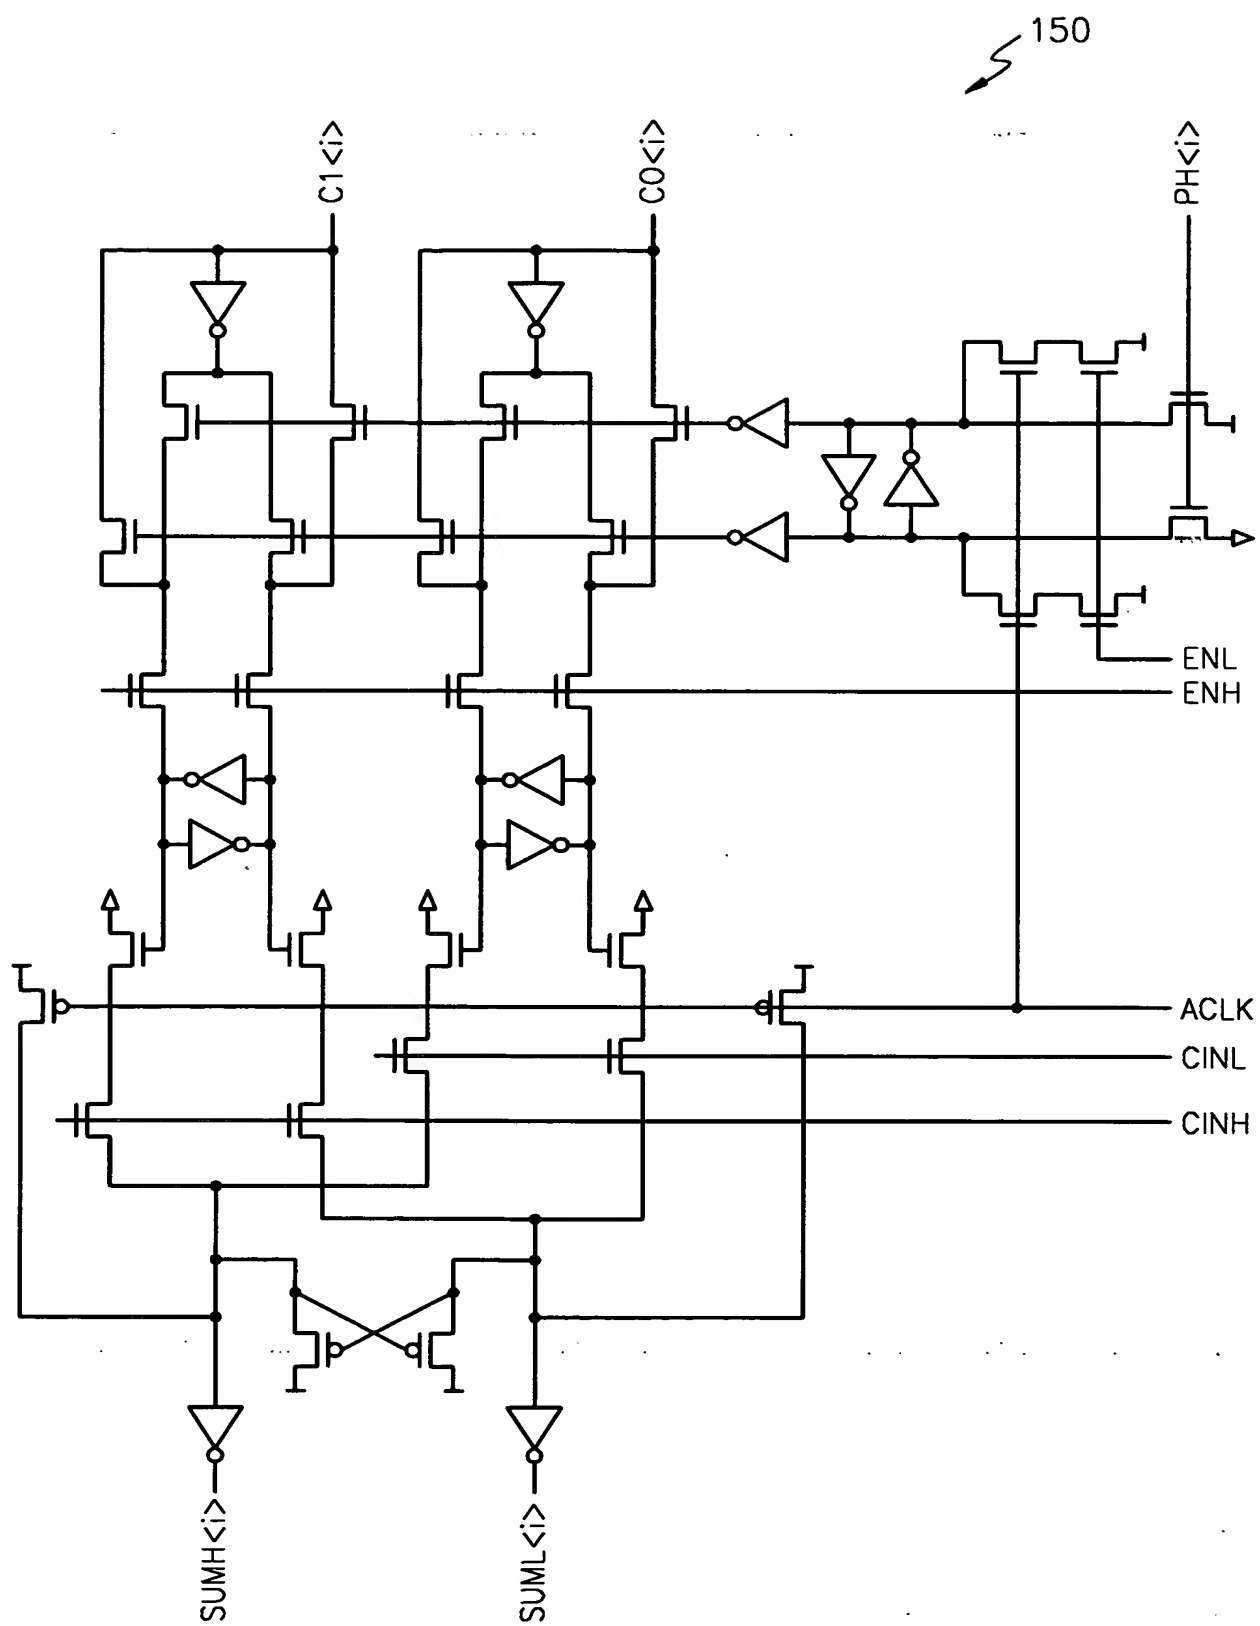 150
C1<i>
C0<i>
PH<i>
ENL
ENH
ACLK
CINL
CINH
SUMH<i>
SUML<i>